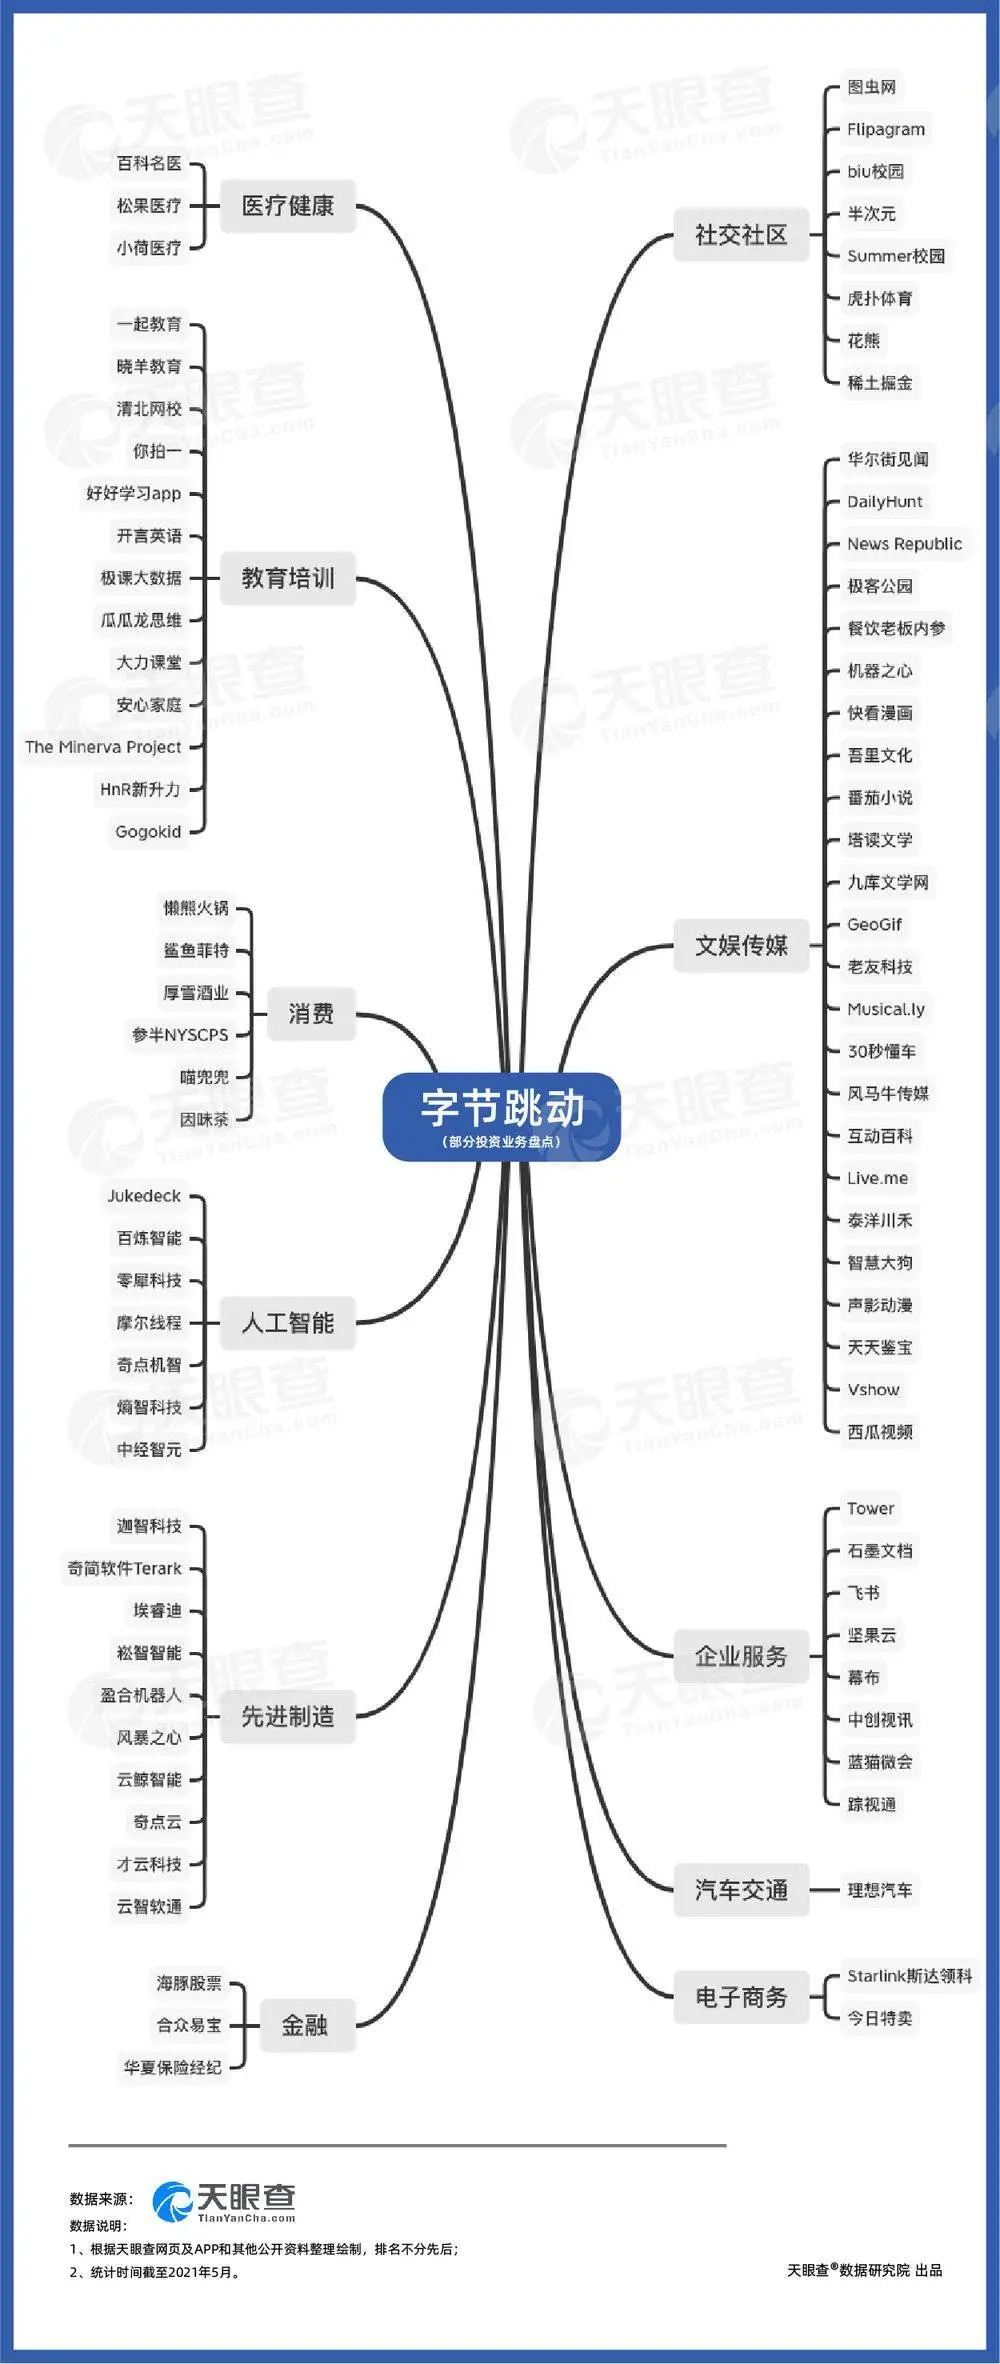 字节跳动
（部分投资业务盘点）
医疗健康
百科名医
松果医疗
小荷医疗
教育培训
一起教育
晓羊教育
清北网校
你拍一
好好学习app
开言英语
极课大数据
瓜瓜龙思维
大力课堂
安心家庭
The Minerva Project
HnR新升力
Gogokid
消费
懒熊火锅
鲨鱼菲特
厚雪酒业
参半NYSCPS
喵兜兜
因味茶
人工智能
Jukedeck
百炼智能
零犀科技
摩尔线程
奇点机智
熵智科技
中经智元
先进制造
迦智科技
奇简软件Terark
埃睿迪
崧智智能
盈合机器人
风暴之心
云鲸智能
奇点云
才云科技
云智软通
金融
海豚股票
合众易宝
华夏保险经纪
社交社区
图虫网
Flipagram
biu校园
半次元
Summer校园
虎扑体育
花熊
稀土掘金
文娱传媒
华尔街见闻
DailyHunt
News Republic
极客公园
餐饮老板内参
机器之心
快看漫画
吾里文化
番茄小说
塔读文学
九库文学网
GeoGif
老友科技
Musical.ly
30秒懂车
风马牛传媒
互动百科
Live.me
泰洋川禾
智慧大狗
声影动漫
天天鉴宝
Vshow
西瓜视频
企业服务
Tower
石墨文档
飞书
坚果云
幕布
中创视讯
蓝猫微会
踪视通
汽车交通
理想汽车
电子商务
Starlink斯达领科
今日特卖
数据来源：
天眼查
TianYanCha.com
数据说明：
1、根据天眼查网页及APP和其他公开资料整理绘制，排名不分先后；
2、统计时间截至2021年5月。
天眼查®数据研究院 出品